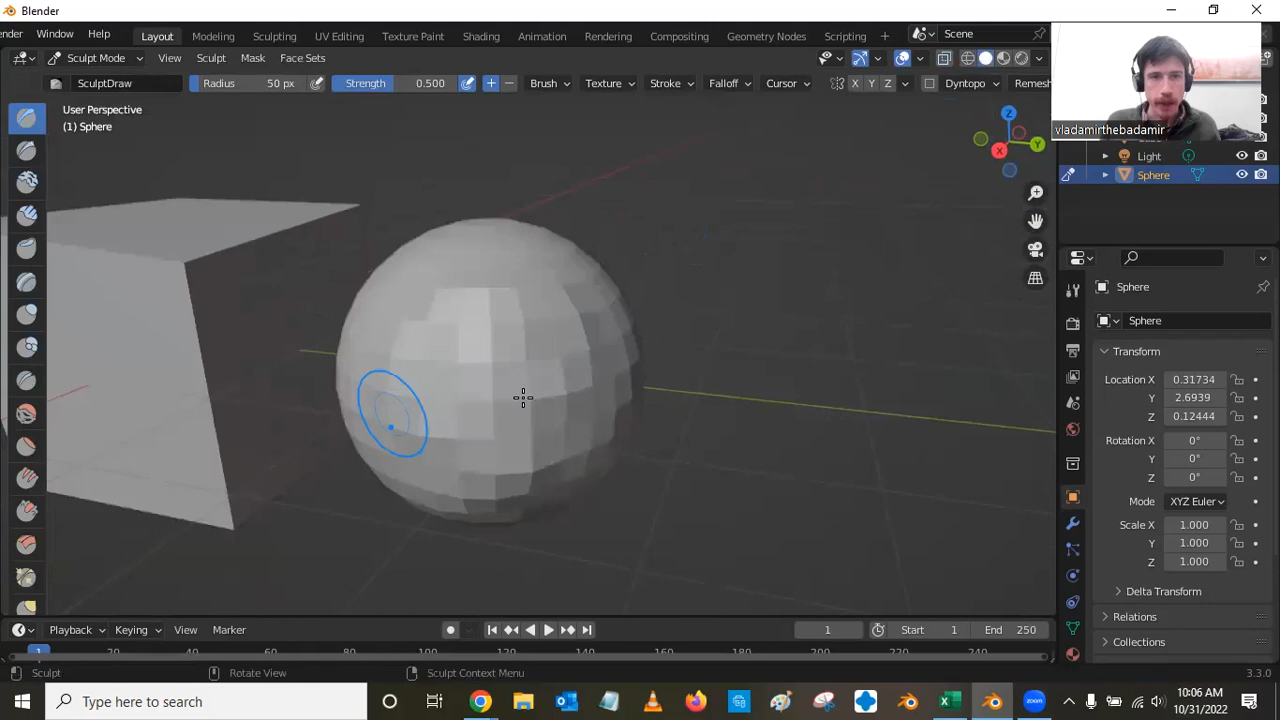 Blender
ender Window Help Layout Modeling Sculpting UV Editing Texture Paint Shading Animation Rendering Compositing Geometry Nodes Scripting + Scene
Sculpt Mode View Sculpt Mask Face Sets
SculptDraw Radius 50 px Strength 0.500 Brush Texture Stroke Falloff Cursor X Y Z Dyntopo Remesh
User Perspective
(1) Sphere
Z
Y
X
vladamirthebadamir
Light
Sphere
Sphere
Sphere
Transform
Location X 0.31734
Y 2.6939
Z 0.12444
Rotation X 0°
Y 0°
Z 0°
Mode XYZ Euler
Scale X 1.000
Y 1.000
Z 1.000
Delta Transform
Relations
Collections
Playback Keying View Marker 1 Start 1 End 250
1 20 40 60 80 100 120 140 160 180 200 220 240
Sculpt Rotate View Sculpt Context Menu 3.3.0
Type here to search
zoom
10:06 AM
10/31/2022